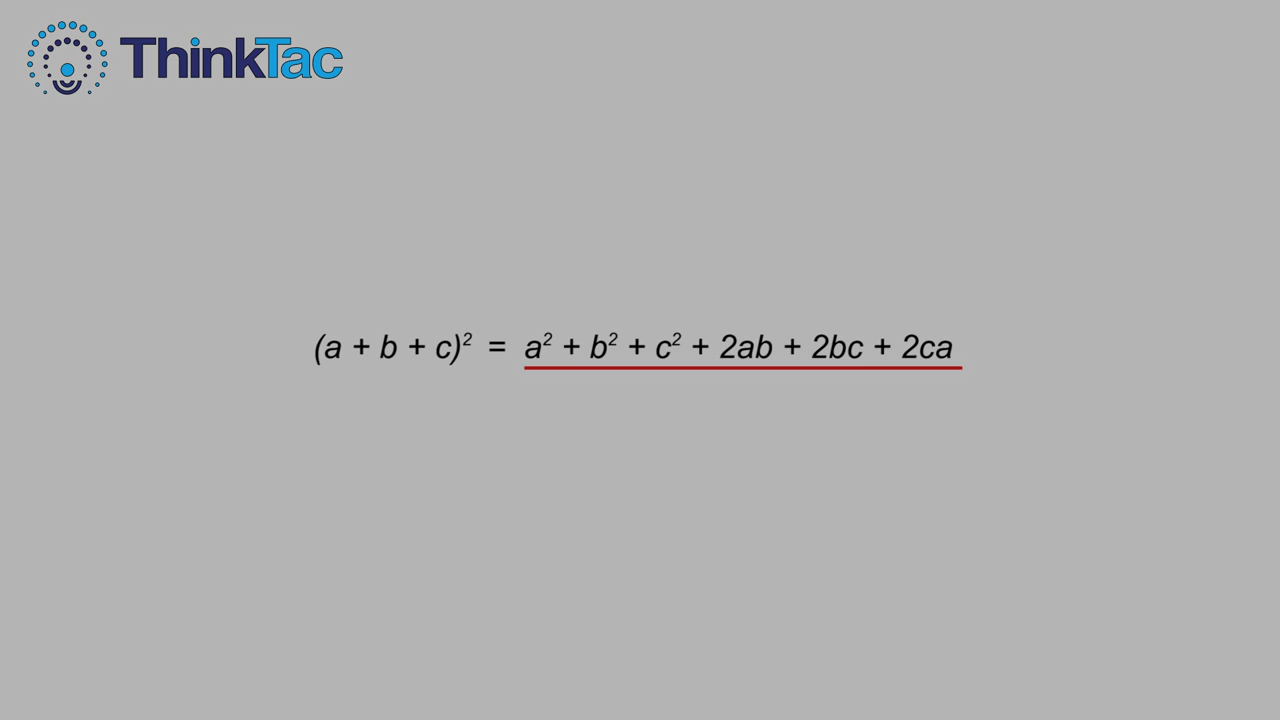 ThinkTac
(a + b + c)² = a² + b² + c² + 2ab + 2bc + 2ca